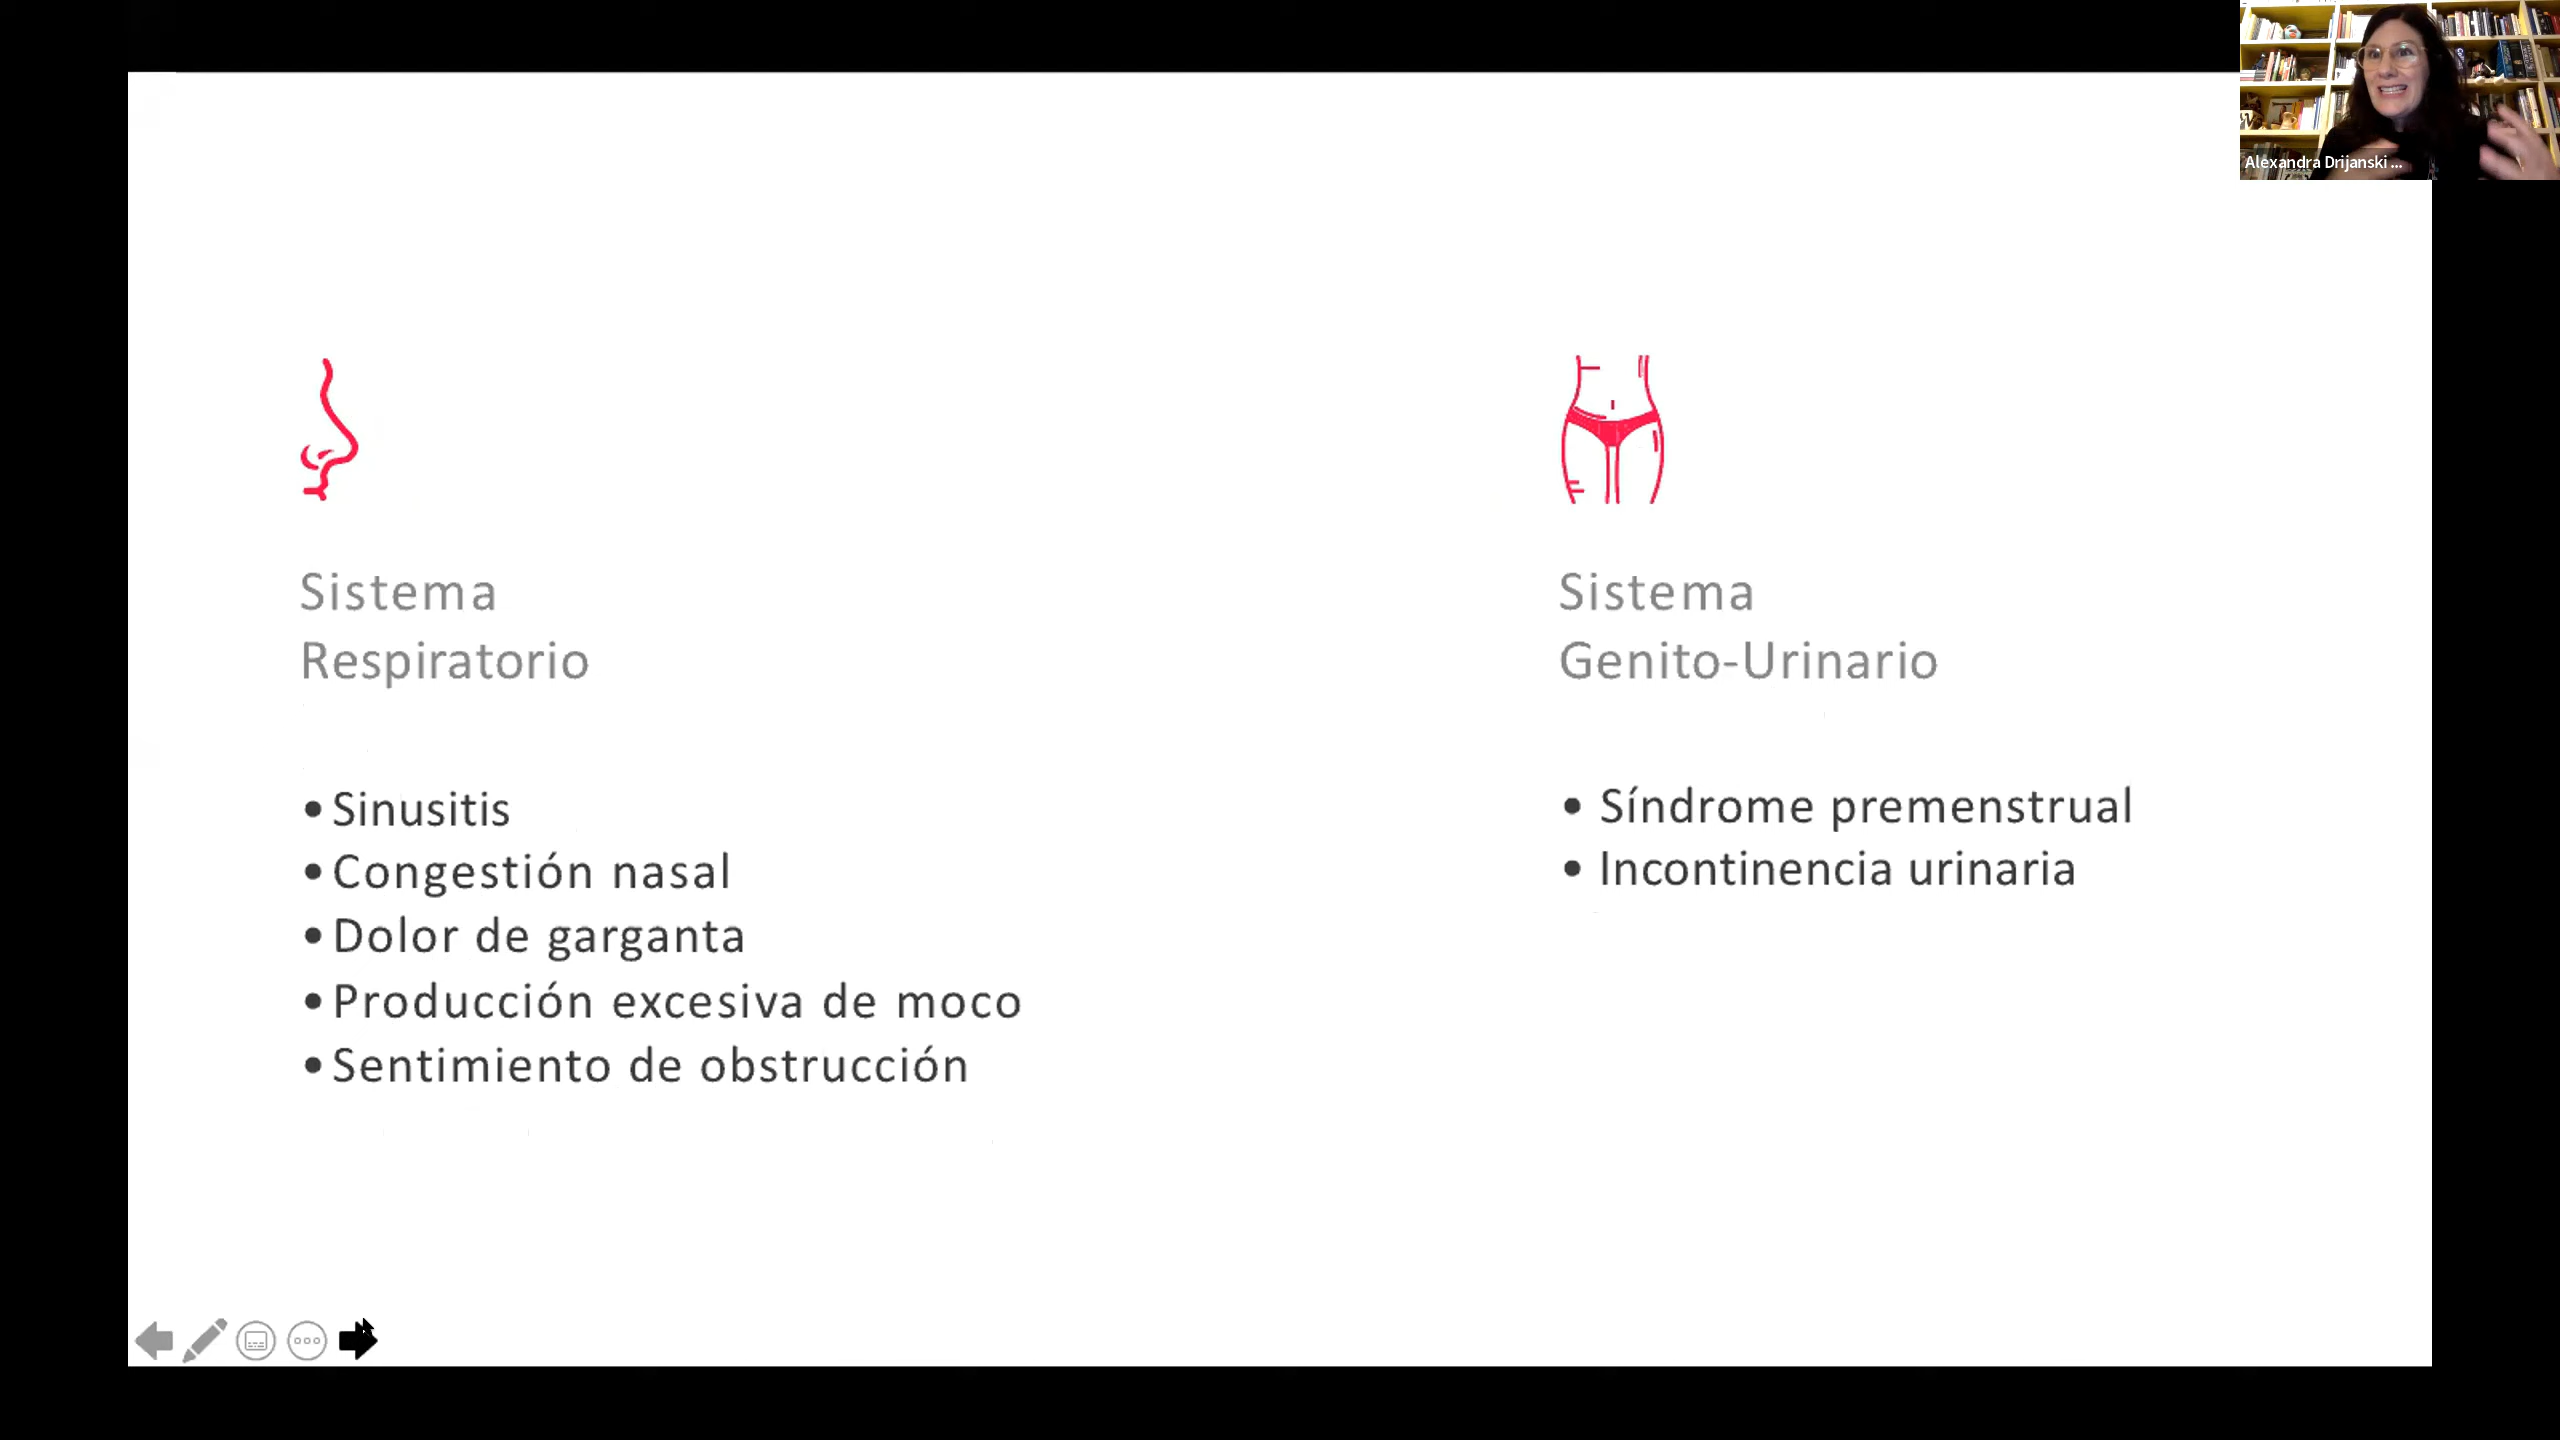 Alexandra Drijanski ...
Sistema
Respiratorio
• Sinusitis
• Congestión nasal
• Dolor de garganta
• Producción excesiva de moco
• Sentimiento de obstrucción
Sistema
Genito-Urinario
• Síndrome premenstrual
• Incontinencia urinaria